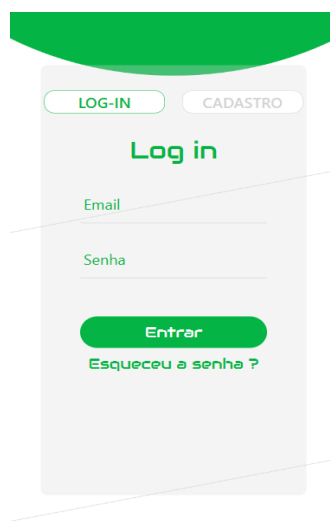 LOG-IN CADASTRO
Log in
Email
Senha
Entrar
Esqueceu a senha ?